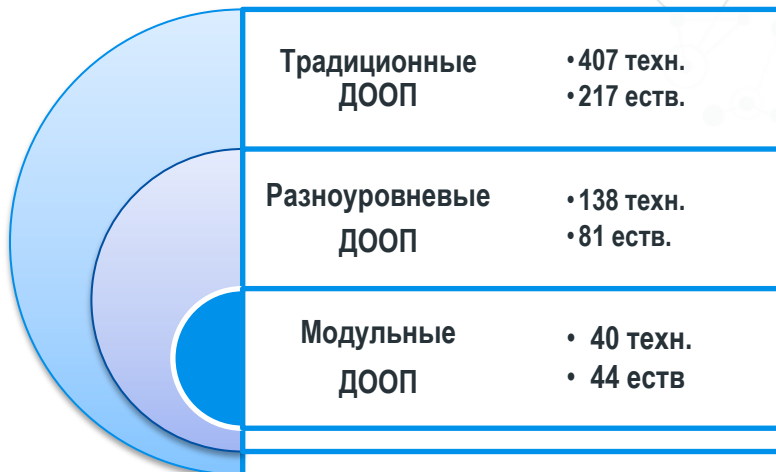 Традиционные
ДООП
•407 техн.
•217 еств.
Разноуровневые
ДООП
•138 техн.
•81 еств.
Модульные
ДООП
• 40 техн.
• 44 еств